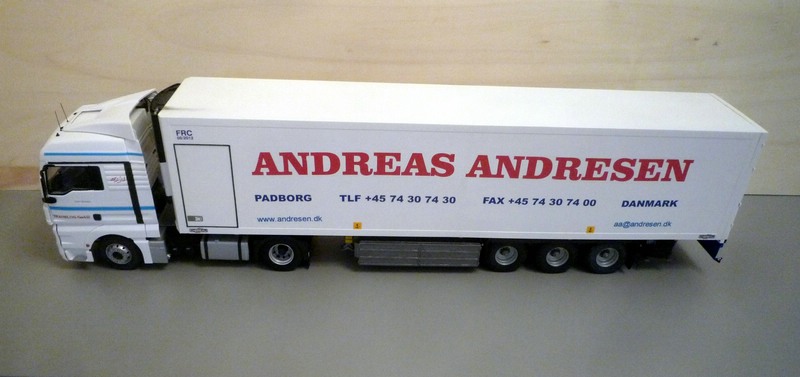 FRC
ANDREAS ANDRESEN
PADBORG TLF +45 74 30 74 30 FAX +45 74 30 74 00 DANMARK
www.andresen.dk
aa@andresen.dk